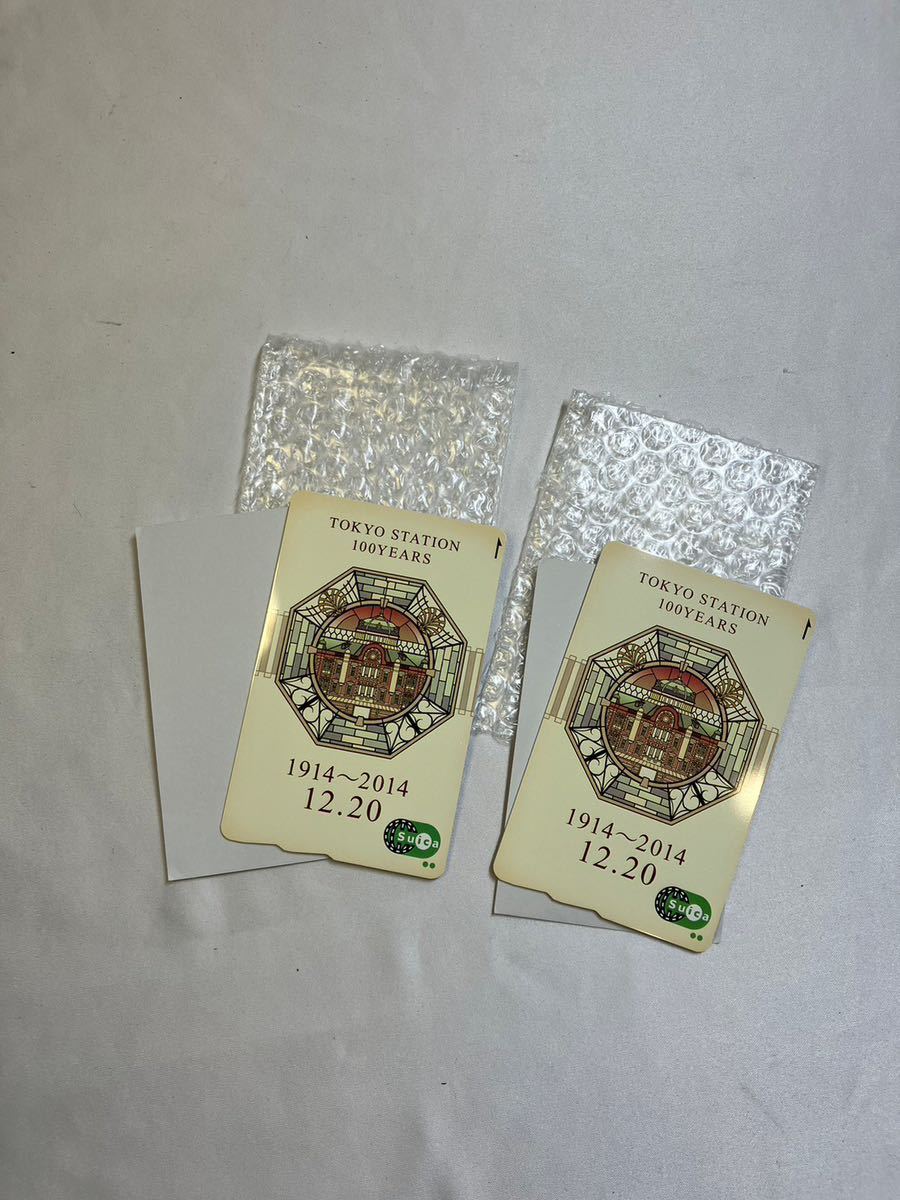 TOKYO STATION
100YEARS
1914〜2014
12.20
Suica
TOKYO STATION
100YEARS
1914〜2014
12.20
Suica